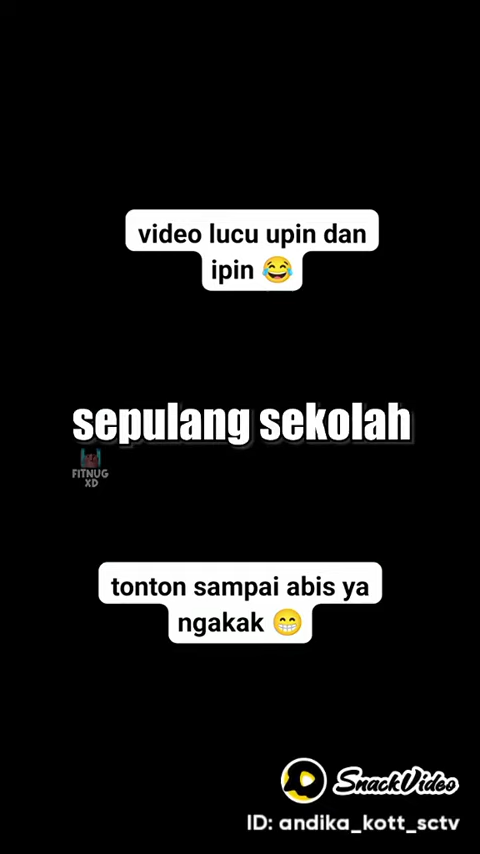 video lucu upin dan
ipin 😂
sepulang sekolah
FITNUG
XD
tonton sampai abis ya
ngakak 😁
SnackVideo
ID: andika_kott_sctv